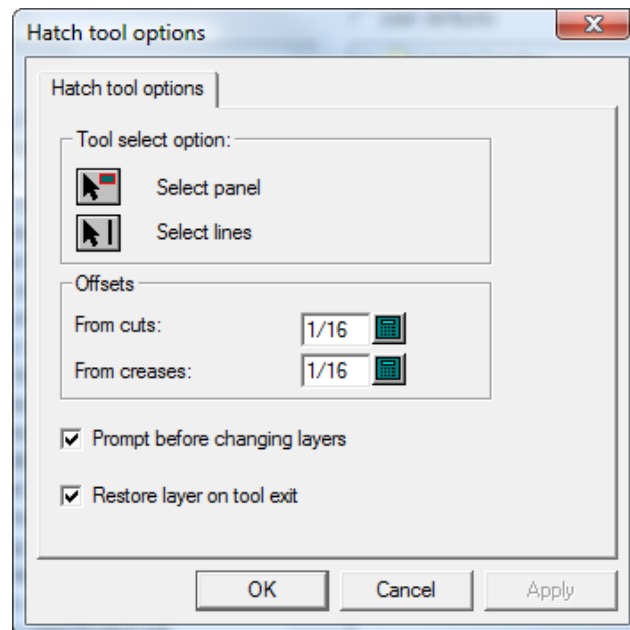 Hatch tool options
Hatch tool options
Tool select option:
Select panel
Select lines
Offsets
From cuts: 1/16
From creases: 1/16
Prompt before changing layers
Restore layer on tool exit
OK Cancel Apply